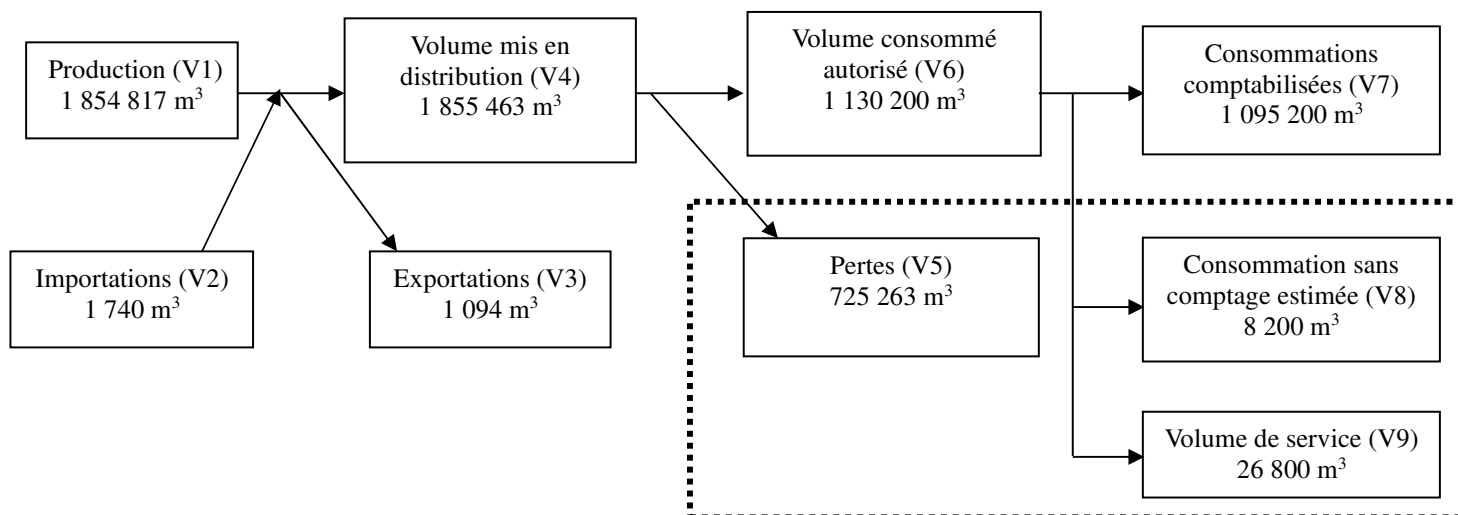 Production (V1)
1 854 817 m³
Volume mis en
distribution (V4)
1 855 463 m³
Volume consommé
autorisé (V6)
1 130 200 m³
Consommations
comptabilisées (V7)
1 095 200 m³
Importations (V2)
1 740 m³
Exportations (V3)
1 094 m³
Pertes (V5)
725 263 m³
Consommation sans
comptage estimée (V8)
8 200 m³
Volume de service (V9)
26 800 m³